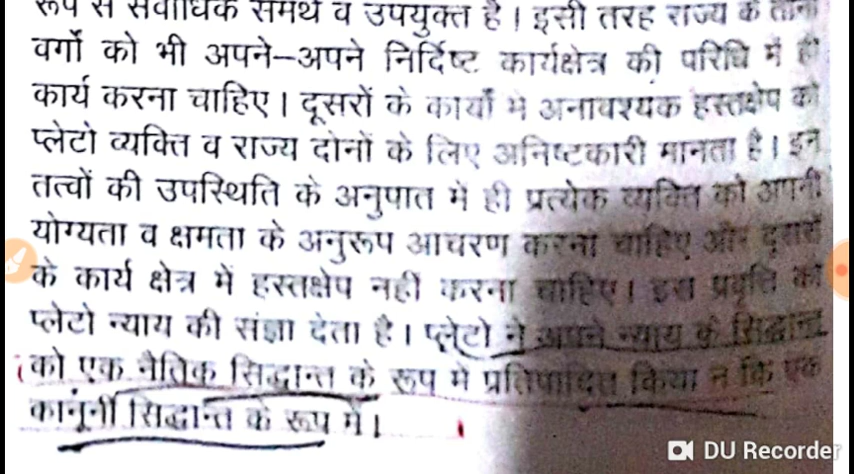 रूप से सर्वाधिक समर्थ व उपयुक्त है। इसी तरह राज्य के तीनों
वर्गों को भी अपने–अपने निर्दिष्ट कार्यक्षेत्र की परिधि में ही
कार्य करना चाहिए। दूसरों के कार्यों में अनावश्यक हस्तक्षेप को
प्लेटो व्यक्ति व राज्य दोनों के लिए अनिष्टकारी मानता है। इन
तत्वों की उपस्थिति के अनुपात में ही प्रत्येक व्यक्ति को अपनी
योग्यता व क्षमता के अनुरूप आचरण करना चाहिए और दूसरों
के कार्य क्षेत्र में हस्तक्षेप नहीं करना चाहिए। इस प्रवृत्ति को
प्लेटो न्याय की संज्ञा देता है। प्लेटो ने अपने न्याय के सिद्धान्त
को एक नैतिक सिद्धान्त के रूप में प्रतिपादित किया न कि एक
कानूनी सिद्धान्त के रूप में।
DU Recorder